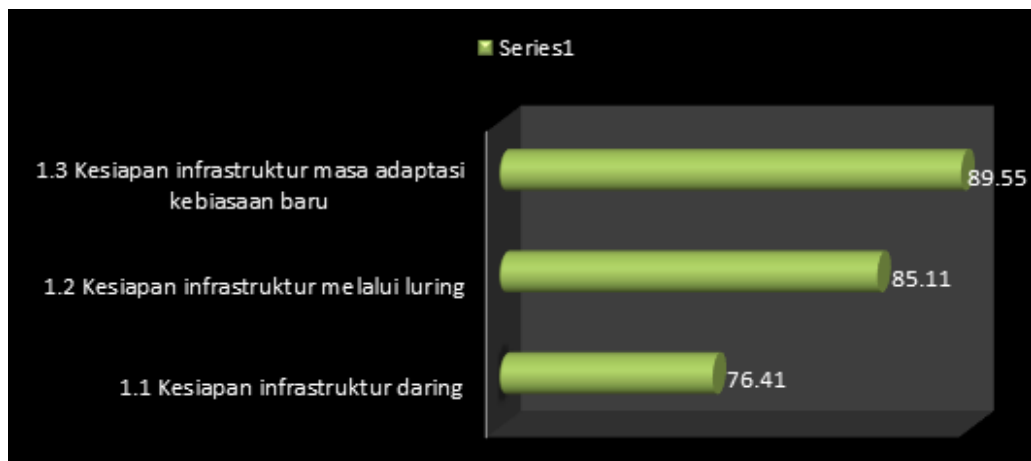 Series1
1.3 Kesiapan infrastruktur masa adaptasi
kebiasaan baru
89.55
1.2 Kesiapan infrastruktur melalui luring
85.11
1.1 Kesiapan infrastruktur daring
76.41